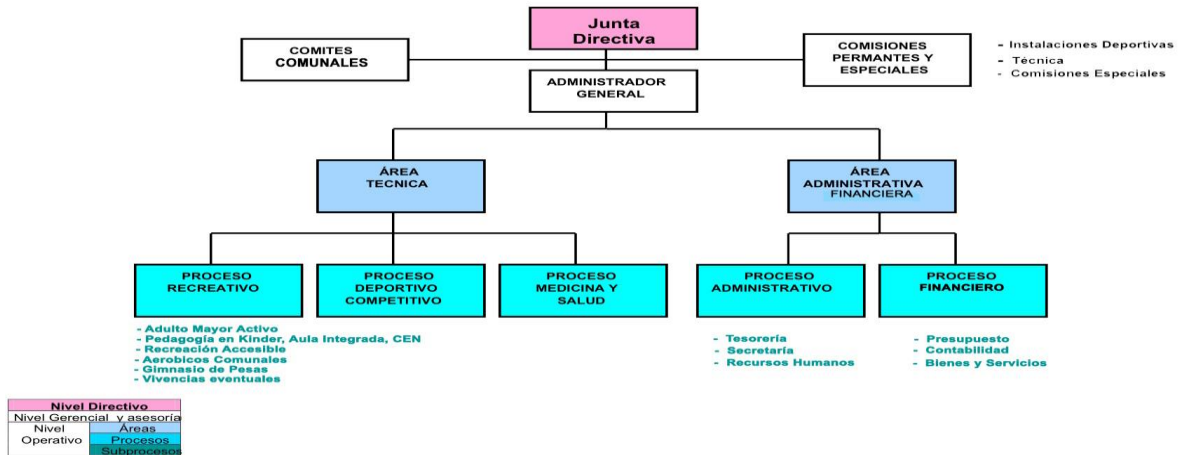 Junta
Directiva
COMITES
COMUNALES
COMISIONES
PERMANTES Y
ESPECIALES
- Instalaciones Deportivas
- Técnica
- Comisiones Especiales
ADMINISTRADOR
GENERAL
ÁREA
TECNICA
ÁREA
ADMINISTRATIVA
FINANCIERA
PROCESO
RECREATIVO
PROCESO
DEPORTIVO
COMPETITIVO
PROCESO
MEDICINA Y
SALUD
PROCESO
ADMINISTRATIVO
PROCESO
FINANCIERO
- Adulto Mayor Activo
- Pedagogía en Kinder, Aula Integrada, CEN
- Recreación Accesible
- Aerobicos Comunales
- Gimnasio de Pesas
- Vivencias eventuales
- Tesorería
- Secretaría
- Recursos Humanos
- Presupuesto
- Contabilidad
- Bienes y Servicios
Nivel Directivo
Nivel Gerencial y asesoría
Nivel
Operativo
Áreas
Procesos
Subprocesos